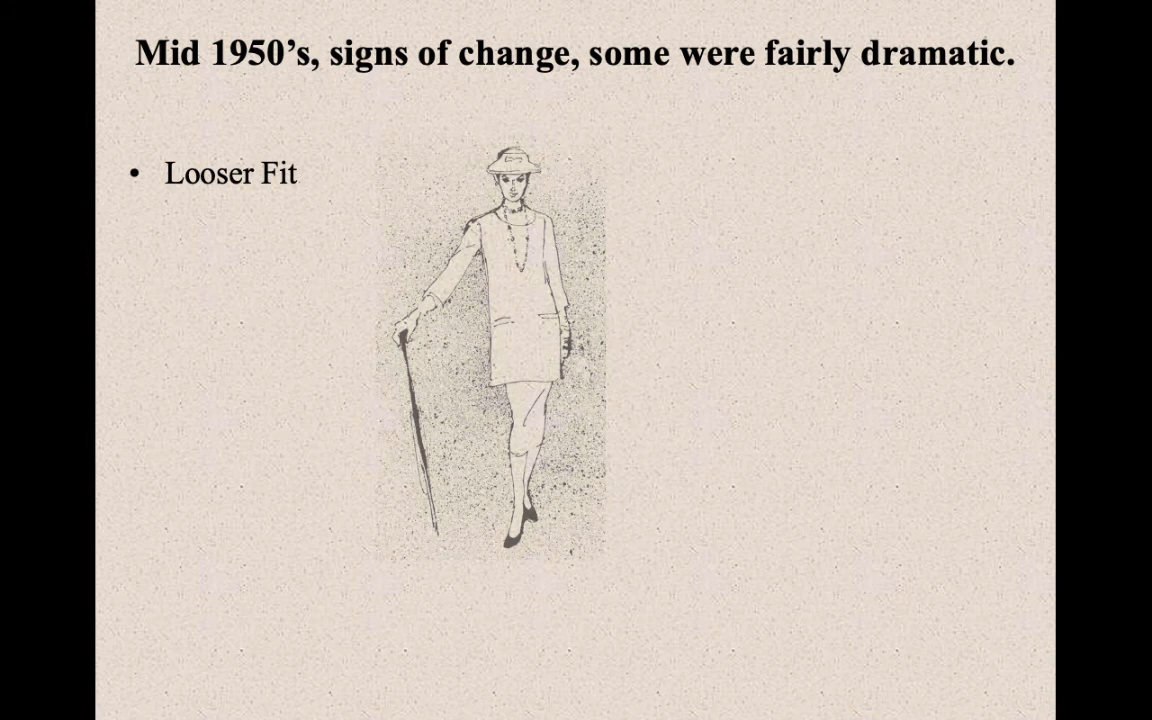 Mid 1950’s, signs of change, some were fairly dramatic.
• Looser Fit